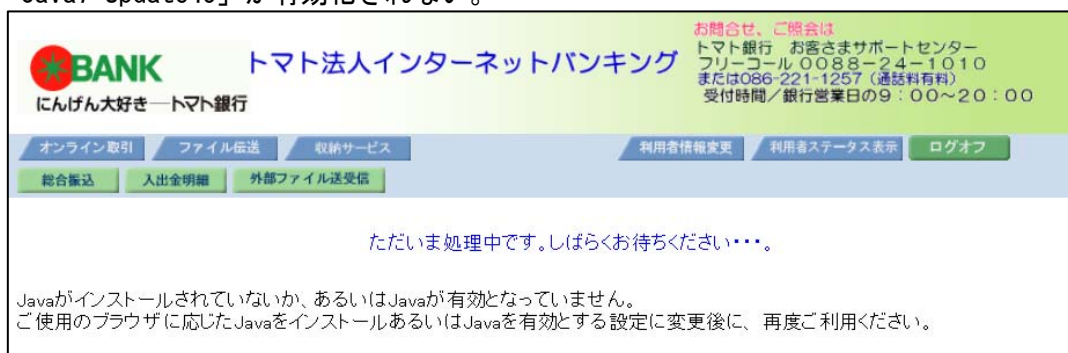 「Java7 Update45」が有効化されない。
お問合せ、ご照会は
BANK
トマト法人インターネットバンキング
トマト銀行 お客さまサポートセンター
フリーコール 0088-24-1010
または086-221-1257(通話料有料)
受付時間/銀行営業日の9:00~20:00
にんげん大好き─トマト銀行
オンライン取引 ファイル伝送 収納サービス 利用者情報変更 利用者ステータス表示 ログオフ
総合振込 入出金明細 外部ファイル送受信
ただいま処理中です。しばらくお待ちください・・・。
Javaがインストールされていないか、あるいはJavaが有効となっていません。
ご使用のブラウザに応じたJavaをインストールあるいはJavaを有効とする設定に変更後に、再度ご利用ください。